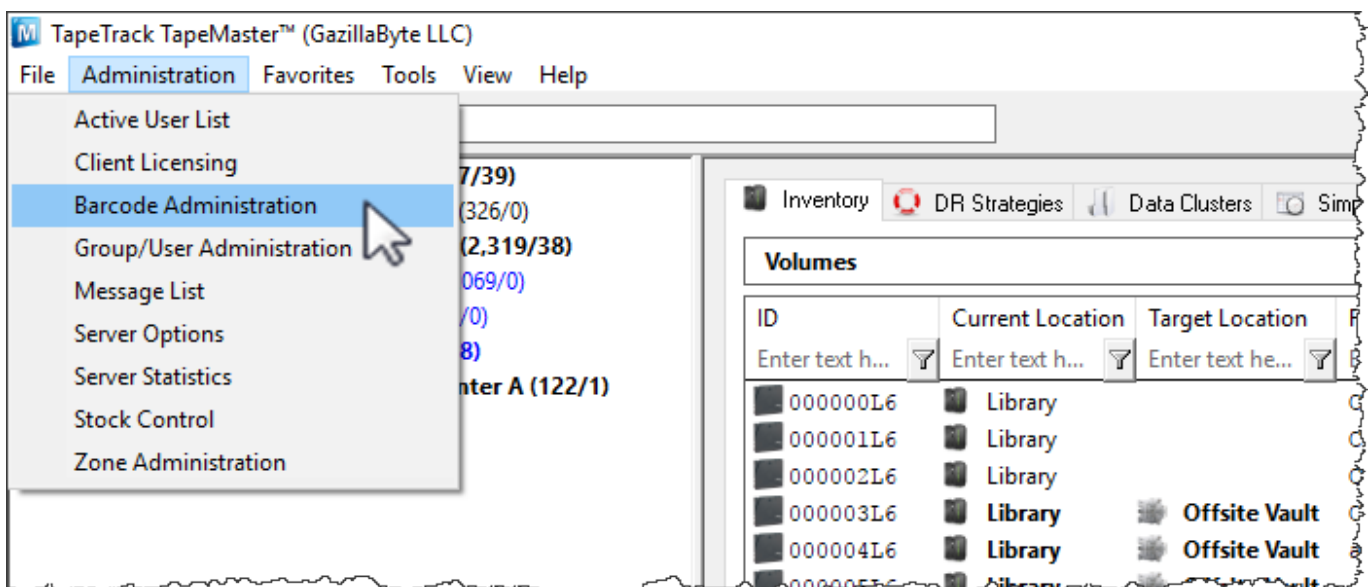 TapeTrack TapeMaster™ (GazillaByte LLC)
File Administration Favorites Tools View Help
Active User List
Client Licensing
Barcode Administration
Group/User Administration
Message List
Server Options
Server Statistics
Stock Control
Zone Administration
7/39)
(326/0)
(2,319/38)
069/0)
/0)
8)
nter A (122/1)
Inventory DR Strategies Data Clusters Simp
Volumes
ID Current Location Target Location
Enter text h... Enter text h... Enter text he...
000000L6 Library
000001L6 Library
000002L6 Library
000003L6 Library Offsite Vault
000004L6 Library Offsite Vault